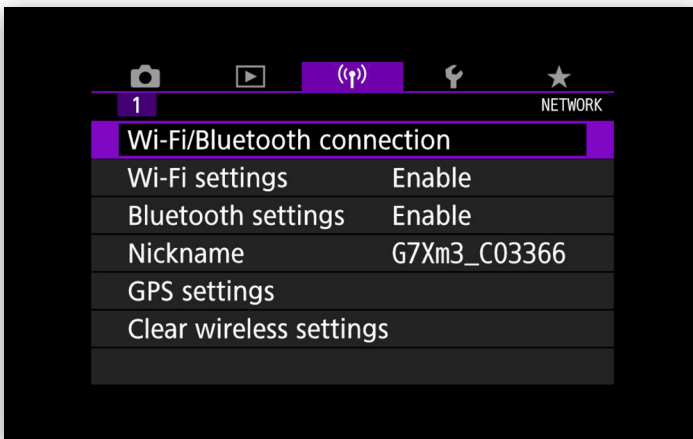 1 NETWORK
Wi-Fi/Bluetooth connection
Wi-Fi settings Enable
Bluetooth settings Enable
Nickname G7Xm3_C03366
GPS settings
Clear wireless settings